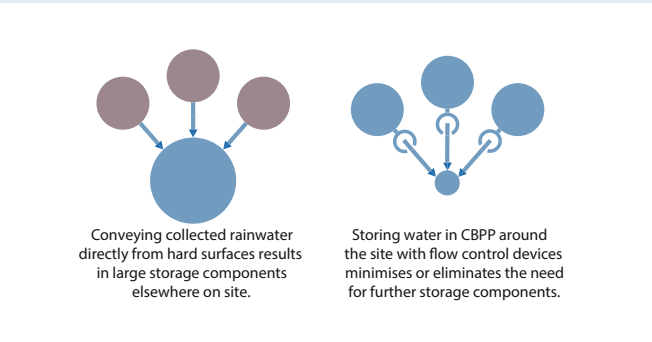 Conveying collected rainwater
directly from hard surfaces results
in large storage components
elsewhere on site.
Storing water in CBPP around
the site with flow control devices
minimises or eliminates the need
for further storage components.